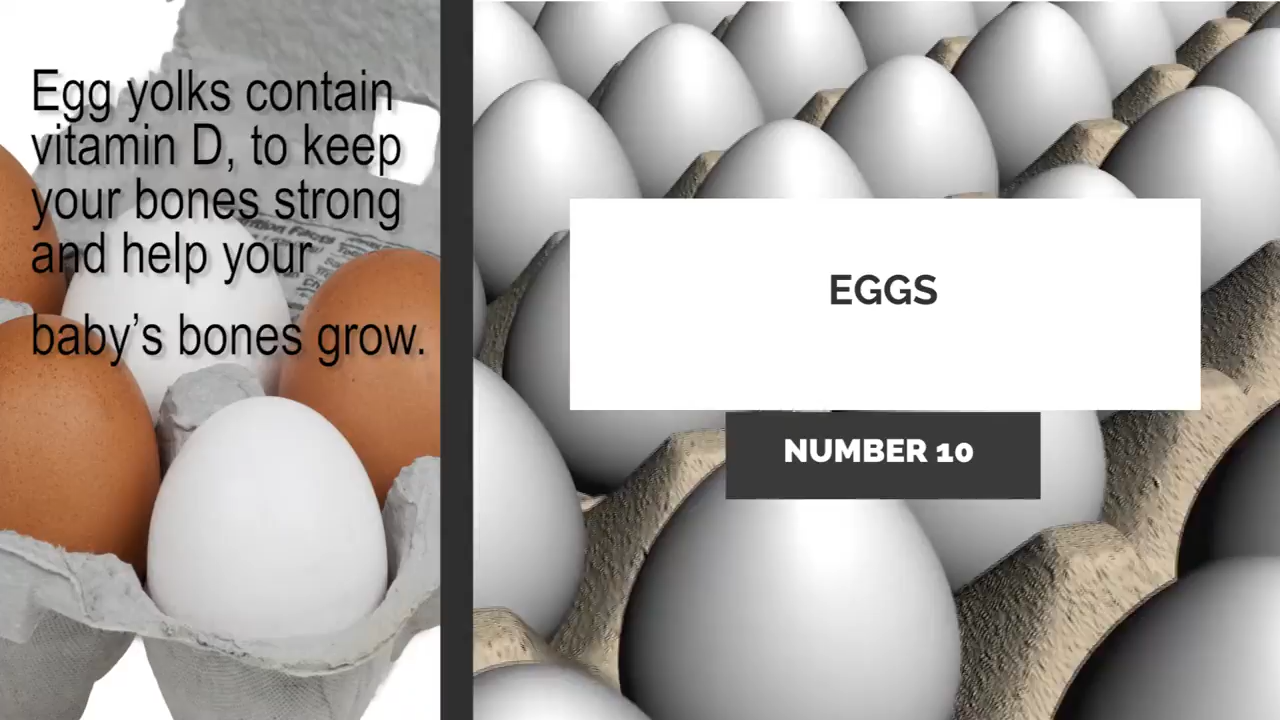 Egg yolks contain
vitamin D, to keep
your bones strong
and help your
baby’s bones grow.
EGGS
NUMBER 10